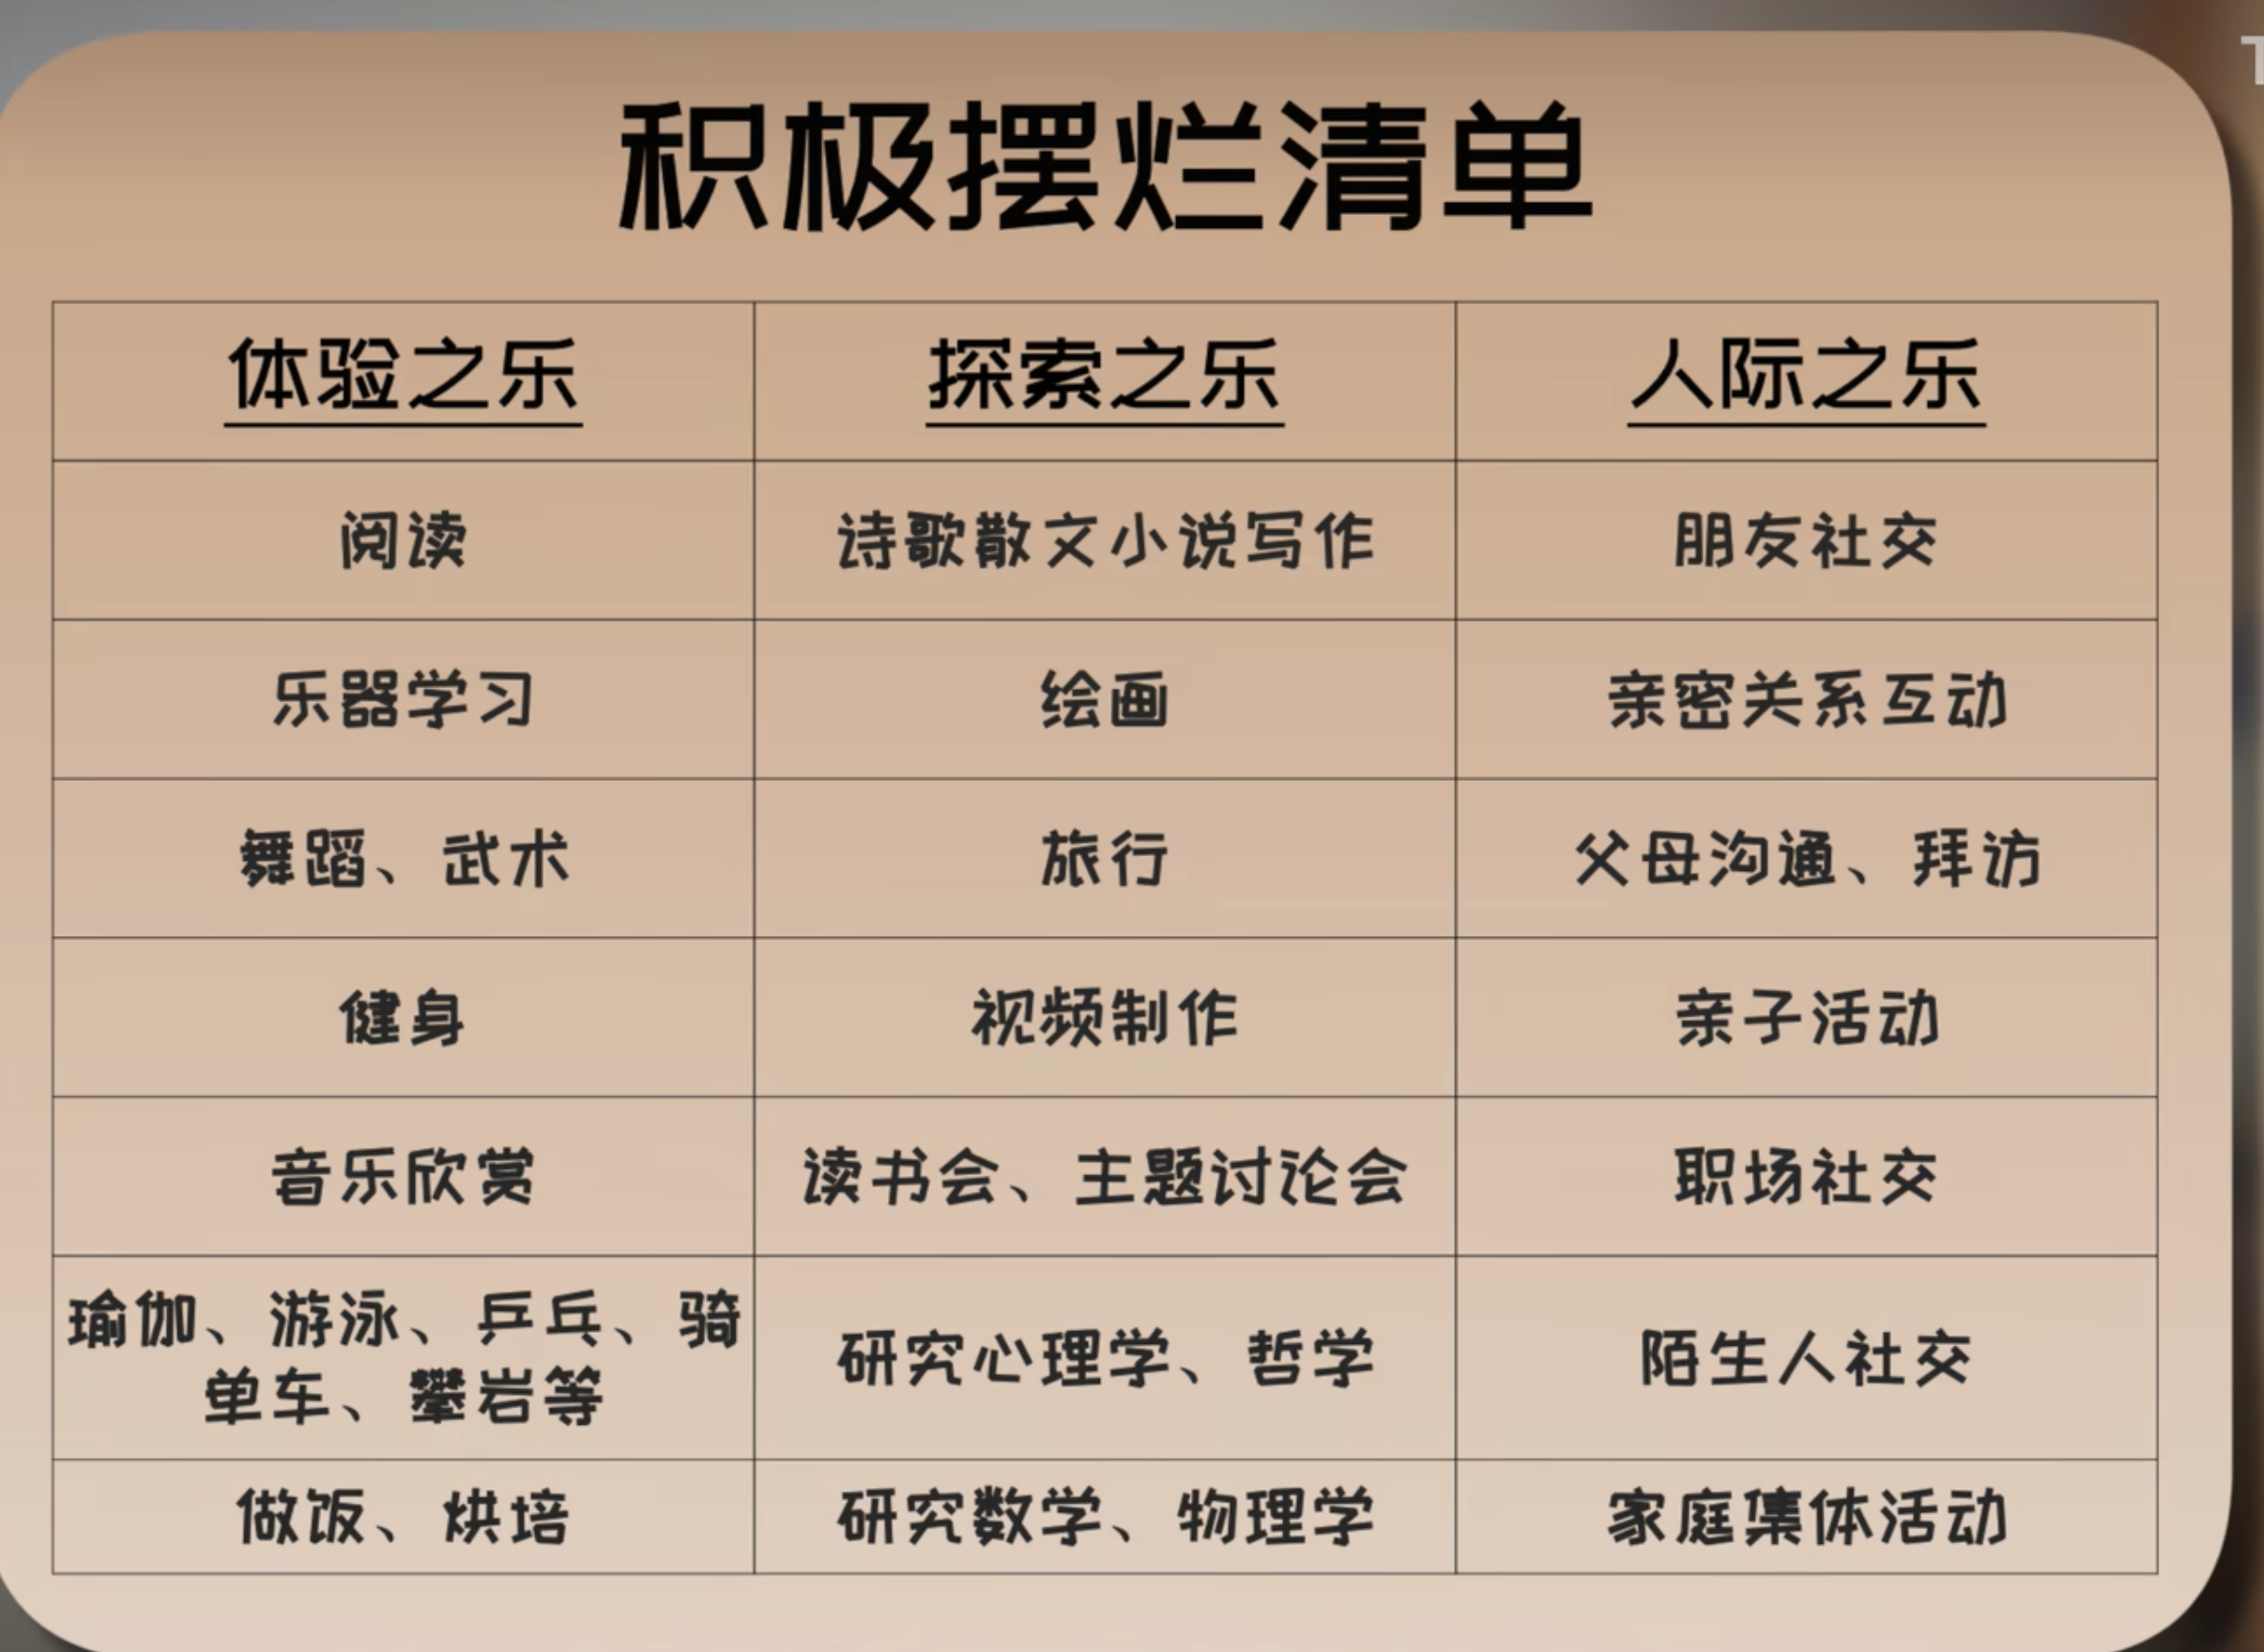 积极摆烂清单
体验之乐 探索之乐 人际之乐
阅读 诗歌散文小说写作 朋友社交
乐器学习 绘画 亲密关系互动
舞蹈、武术 旅行 父母沟通、拜访
健身 视频制作 亲子活动
音乐欣赏 读书会、主题讨论会 职场社交
瑜伽、游泳、乒乓、骑
单车、攀岩等 研究心理学、哲学 陌生人社交
做饭、烘培 研究数学、物理学 家庭集体活动